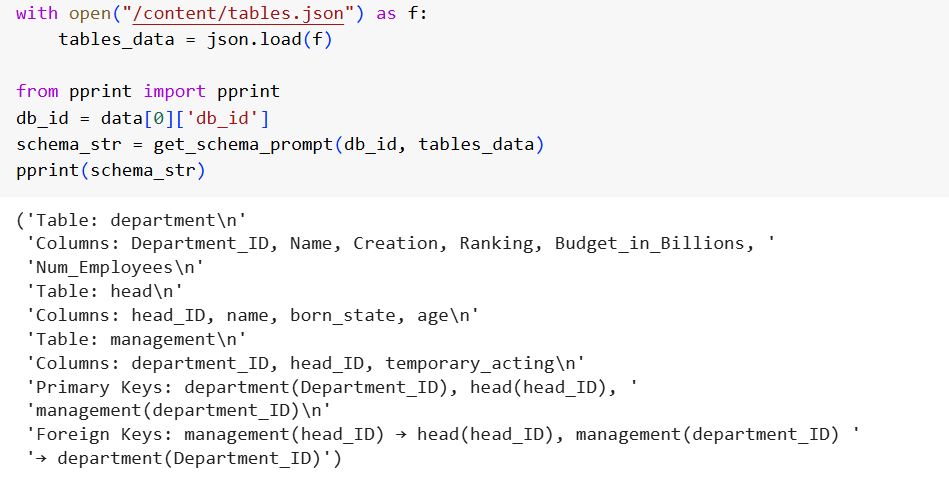 with open("/content/tables.json") as f:
    tables_data = json.load(f)

from pprint import pprint
db_id = data[0]['db_id']
schema_str = get_schema_prompt(db_id, tables_data)
pprint(schema_str)

('Table: department\n'
 'Columns: Department_ID, Name, Creation, Ranking, Budget_in_Billions, '
 'Num_Employees\n'
 'Table: head\n'
 'Columns: head_ID, name, born_state, age\n'
 'Table: management\n'
 'Columns: department_ID, head_ID, temporary_acting\n'
 'Primary Keys: department(Department_ID), head(head_ID), '
 'management(department_ID)\n'
 'Foreign Keys: management(head_ID) → head(head_ID), management(department_ID) '
 '→ department(Department_ID)')